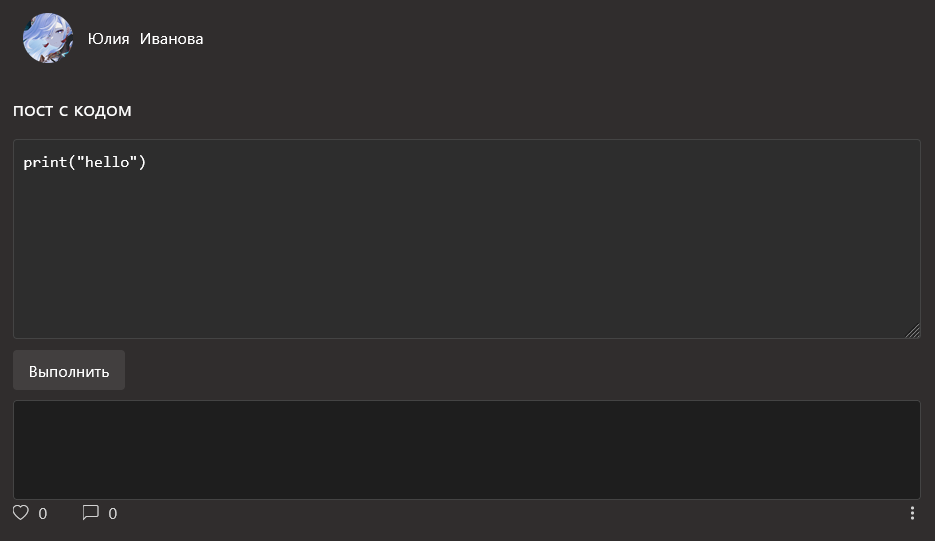 Юлия Иванова
ПОСТ С КОДОМ
print("hello")
Выполнить
0 0